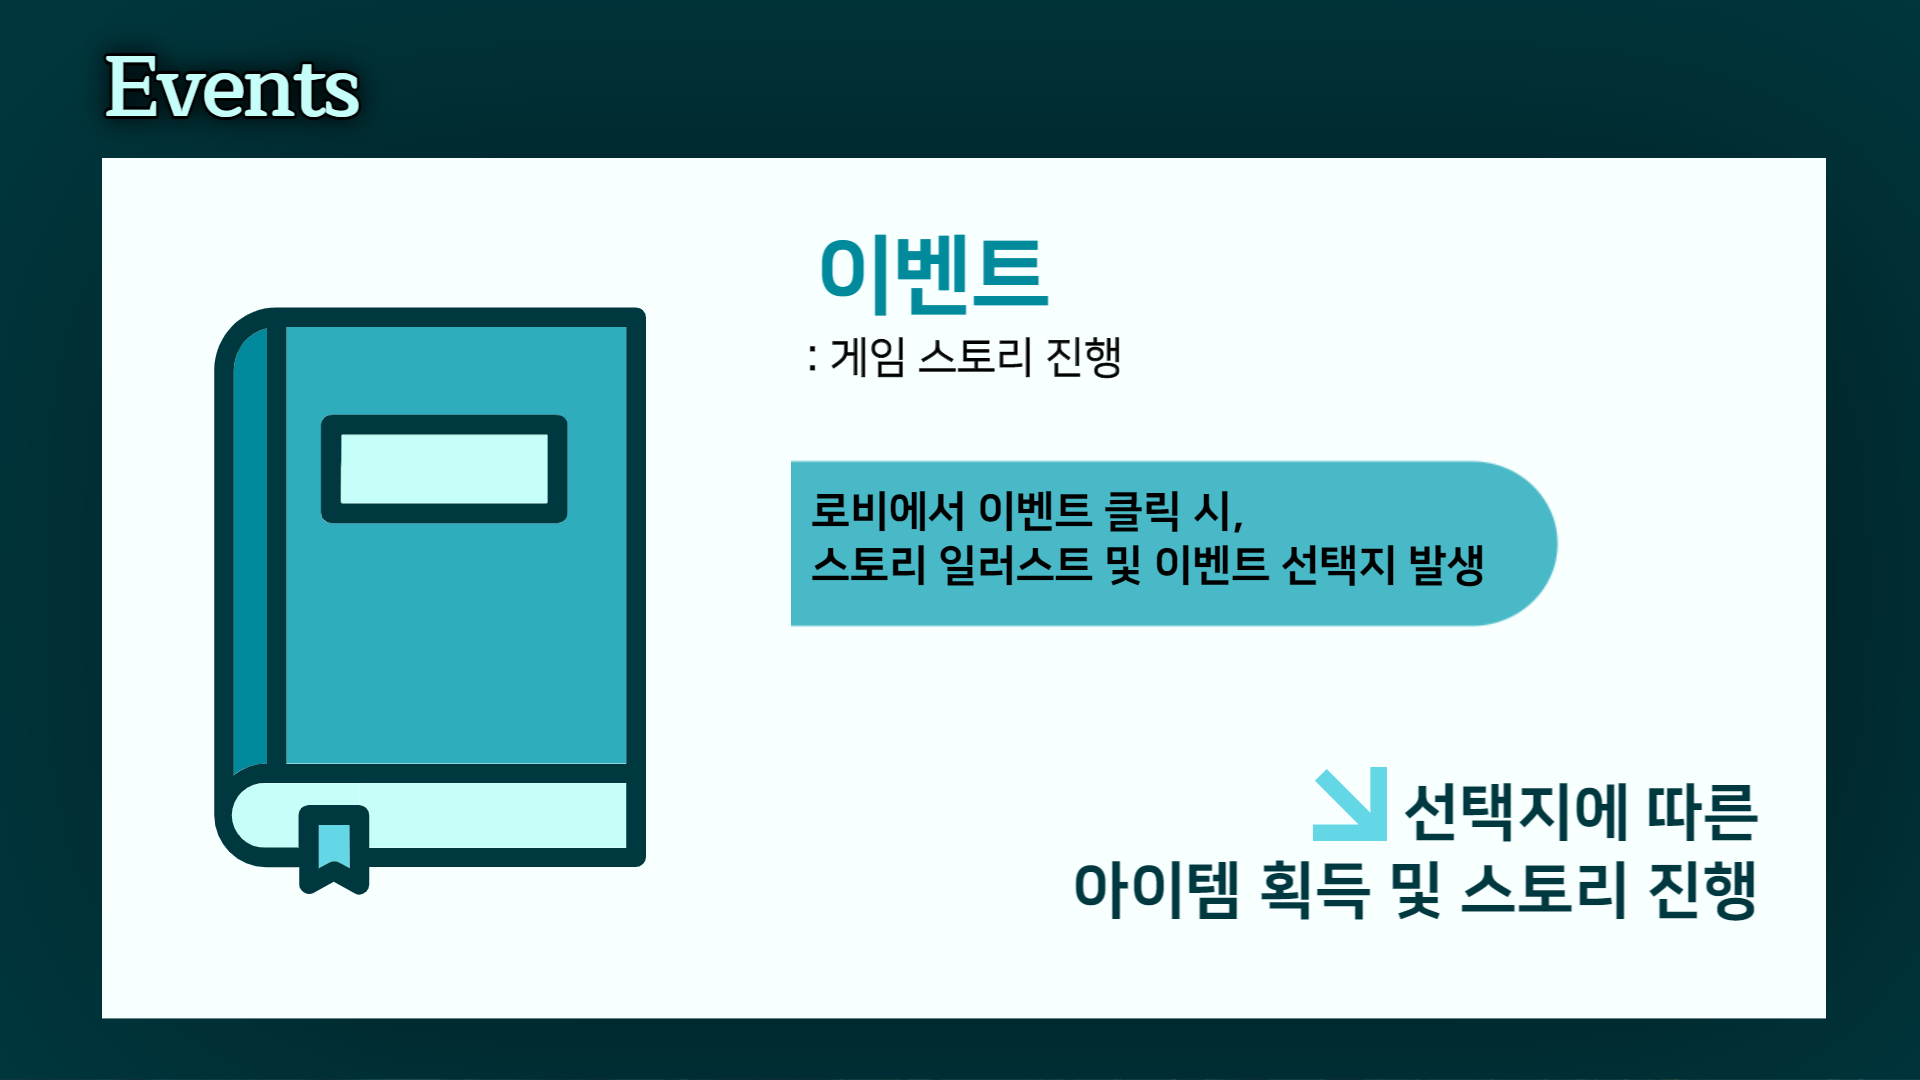 Events
이벤트
: 게임 스토리 진행
로비에서 이벤트 클릭 시,
스토리 일러스트 및 이벤트 선택지 발생
선택지에 따른
아이템 획득 및 스토리 진행